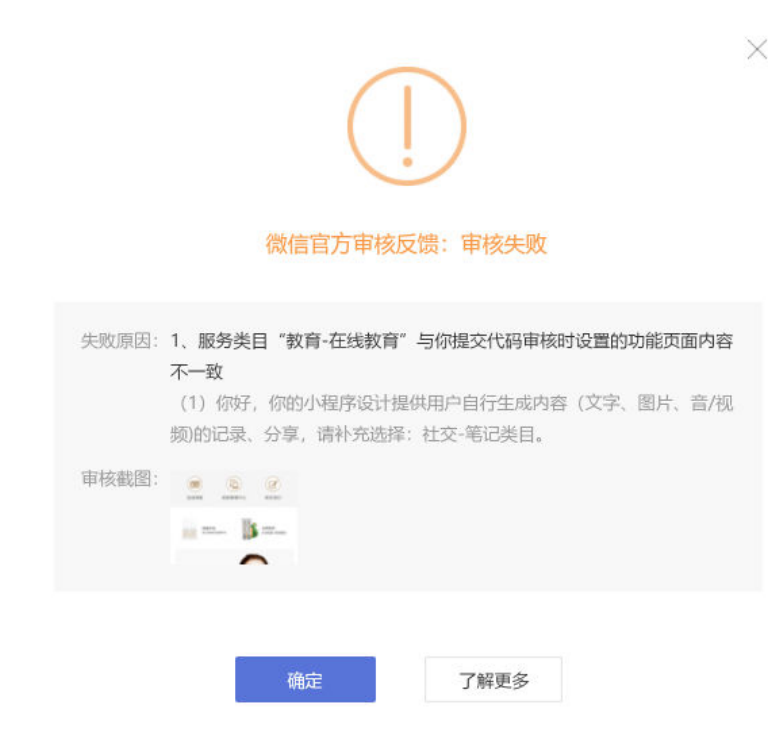 微信官方审核反馈：审核失败
失败原因：1、服务类目“教育-在线教育”与你提交代码审核时设置的功能页面内容
不一致
（1）你好，你的小程序设计提供用户自行生成内容（文字、图片、音/视
频)的记录、分享，请补充选择：社交-笔记类目。
审核截图：
确定
了解更多